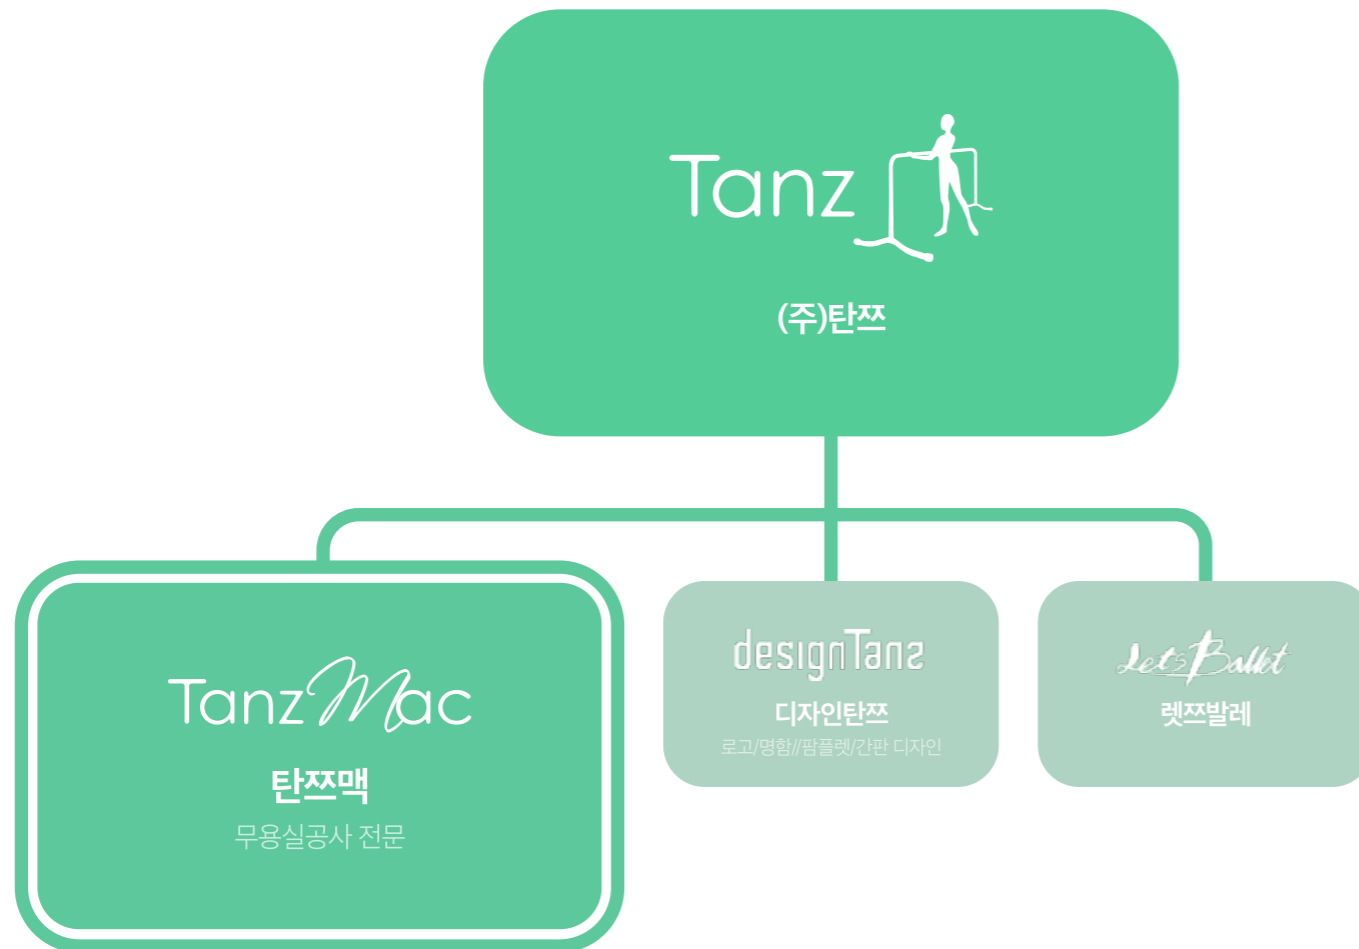 Tanz
(주)탄쯔
TanzMac
탄쯔맥
무용실공사 전문
designTanz
디자인탄쯔
로고/명함//팜플렛/간판 디자인
Let's Ballet
렛쯔발레